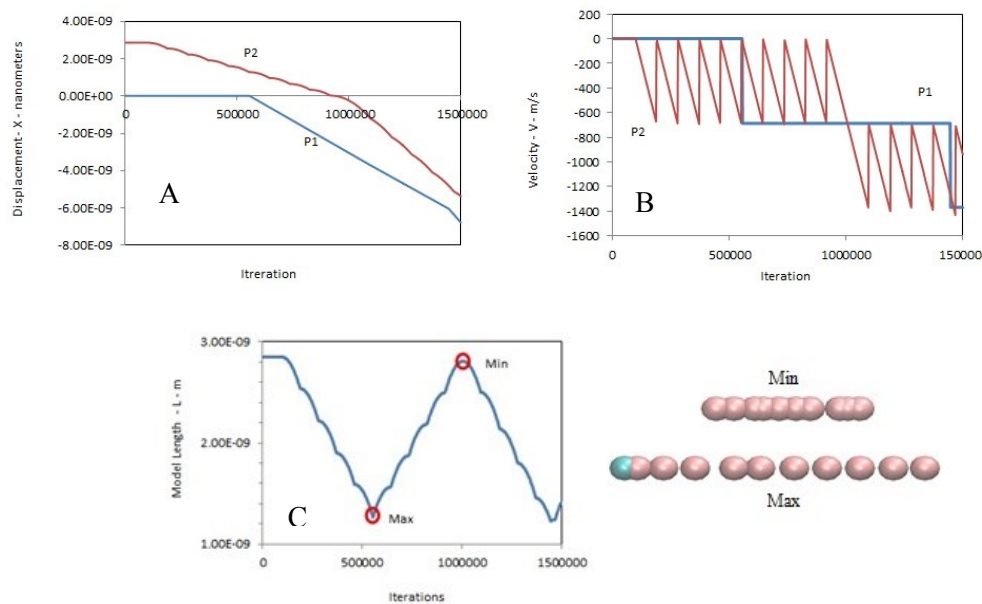 4.00E-09
2.00E-09
0.00E+00
-2.00E-09
-4.00E-09
-6.00E-09
-8.00E-09
Displacement - X - nanometers
P2
P1
A
500000
1000000
1500000
Itreration
200
0
-200
-400
-600
-800
-1000
-1200
-1400
-1600
Velocity - V - m/s
P1
P2
B
0
500000
1000000
150000
Iteration
3.00E-09
2.00E-09
1.00E-09
Model Length - L - m
Min
Max
C
0
500000
1000000
1500000
Iterations
Min
Max